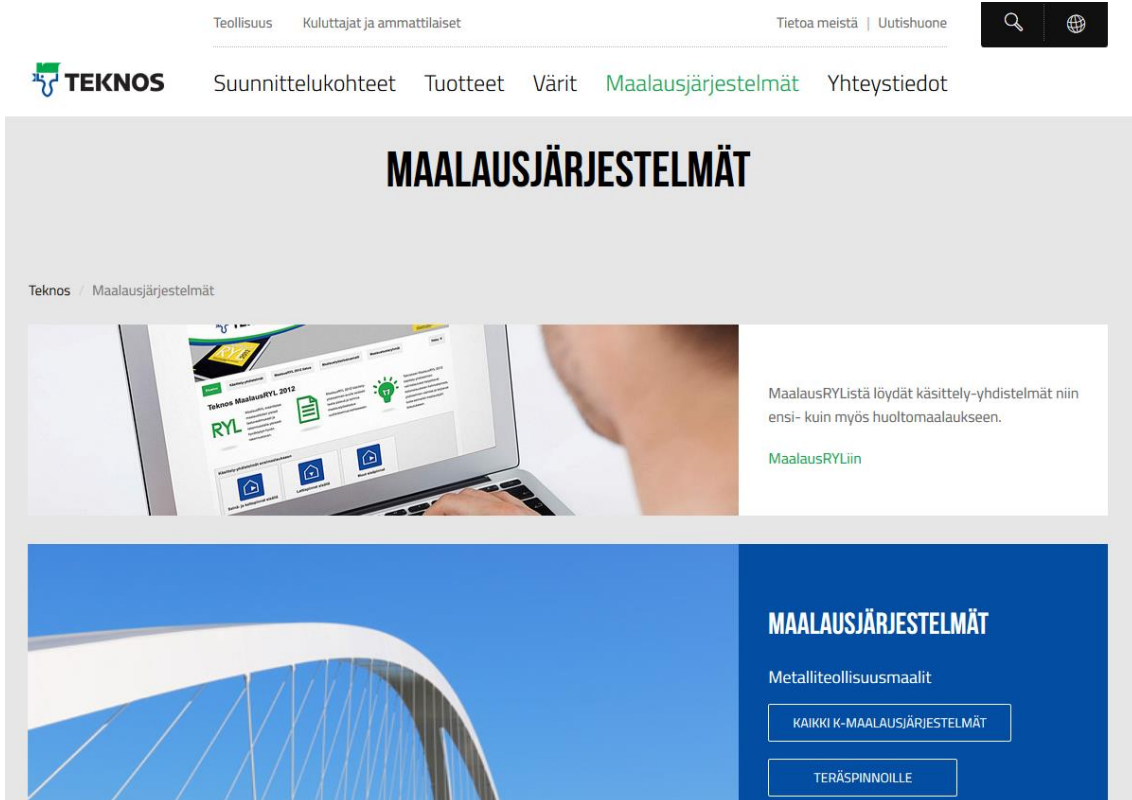 Teollisuus Kuluttajat ja ammattilaiset Tietoa meistä | Uutishuone
TEKNOS Suunnittelukohteet Tuotteet Värit Maalausjärjestelmät Yhteystiedot
MAALAUSJÄRJESTELMÄT
Teknos / Maalausjärjestelmät
Teknos MaalausRYL 2012
RYL
MaalausRYListä löydät käsittely-yhdistelmät niin
ensi- kuin myös huoltomaalaukseen.
MaalausRYLiin
MAALAUSJÄRJESTELMÄT
Metalliteollisuusmaalit
KAIKKI K-MAALAUSJÄRJESTELMÄT
TERÄSPINNOILLE